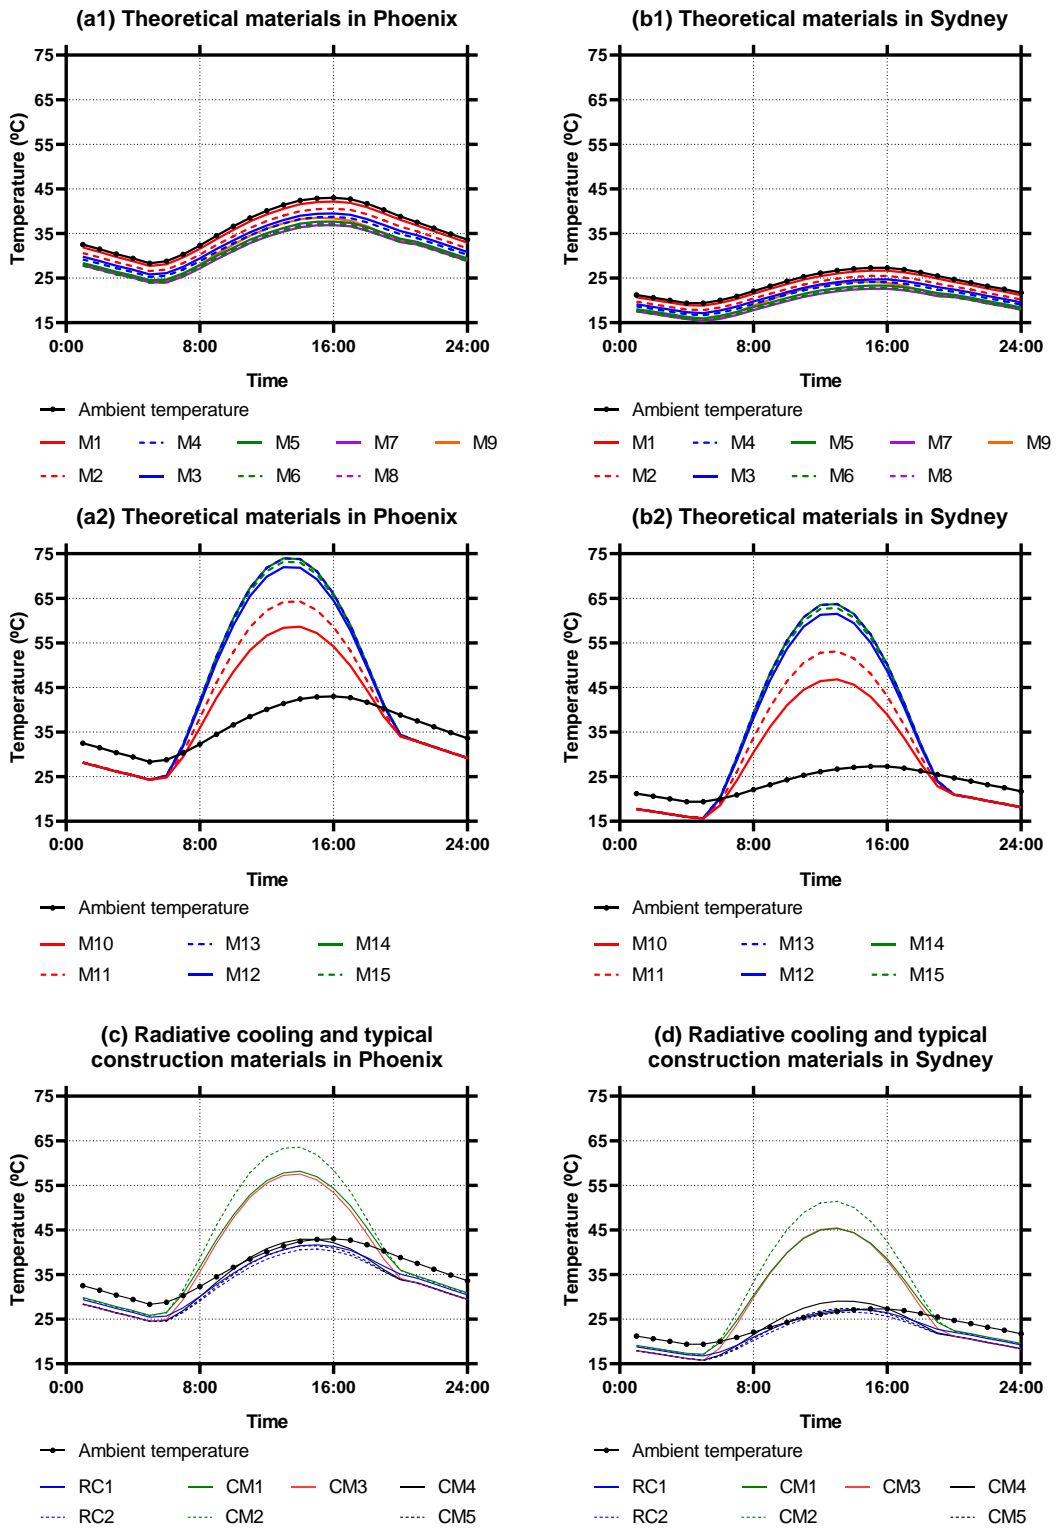 (a1) Theoretical materials in Phoenix
75
65
55
45
35
25
15
Temperature (ºC)
0:00 8:00 16:00 24:00
Time
Ambient temperature
M1 M4 M5 M7 M9
M2 M3 M6 M8
(b1) Theoretical materials in Sydney
75
65
55
45
35
25
15
Temperature (ºC)
0:00 8:00 16:00 24:00
Time
Ambient temperature
M1 M4 M5 M7 M9
M2 M3 M6 M8
(a2) Theoretical materials in Phoenix
75
65
55
45
35
25
15
Temperature (ºC)
0:00 8:00 16:00 24:00
Time
Ambient temperature
M10 M13 M14
M11 M12 M15
(b2) Theoretical materials in Sydney
75
65
55
45
35
25
15
Temperature (ºC)
0:00 8:00 16:00 24:00
Time
Ambient temperature
M10 M13 M14
M11 M12 M15
(c) Radiative cooling and typical
construction materials in Phoenix
75
65
55
45
35
25
15
Temperature (ºC)
0:00 8:00 16:00 24:00
Time
Ambient temperature
RC1 CM1 CM3 CM4
RC2 CM2 CM5
(d) Radiative cooling and typical
construction materials in Sydney
75
65
55
45
35
25
15
Temperature (ºC)
0:00 8:00 16:00 24:00
Time
Ambient temperature
RC1 CM1 CM3 CM4
RC2 CM2 CM5